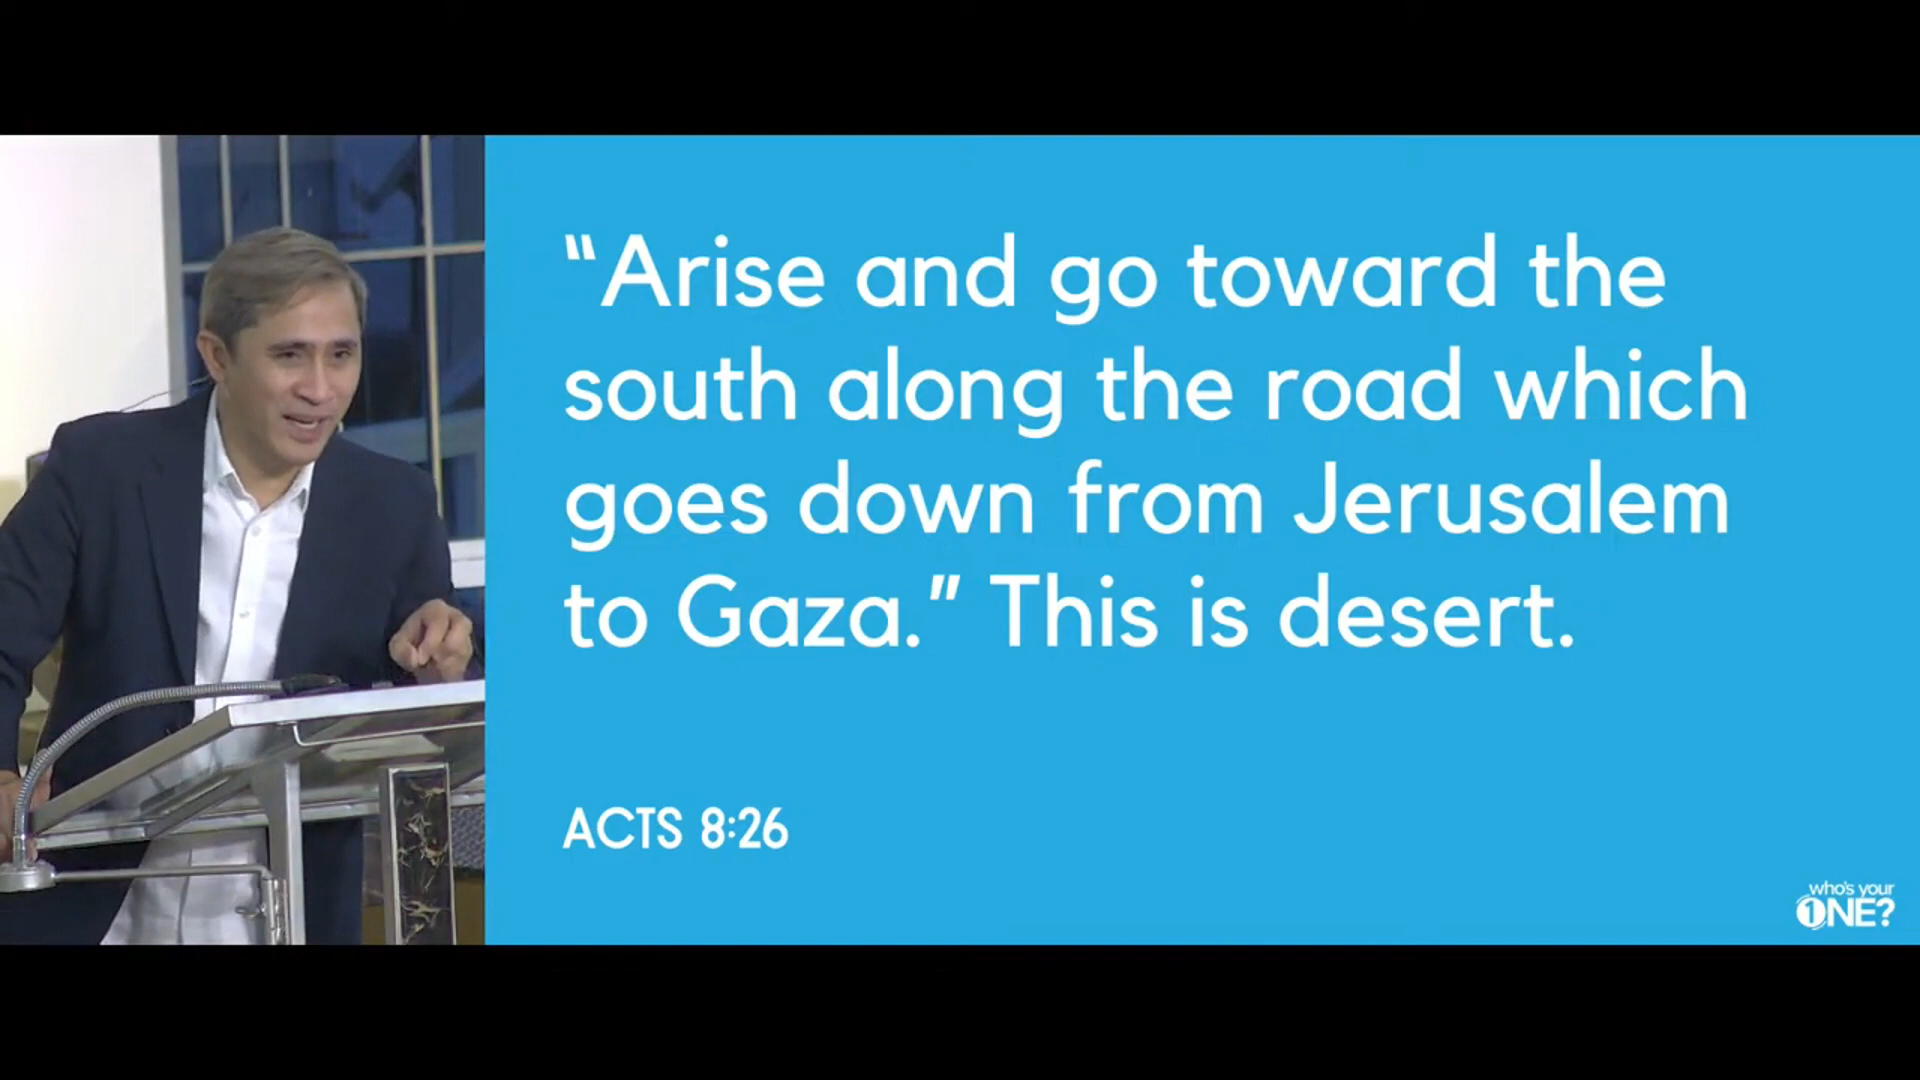 “Arise and go toward the
south along the road which
goes down from Jerusalem
to Gaza.” This is desert.
ACTS 8:26
who's your
ONE?